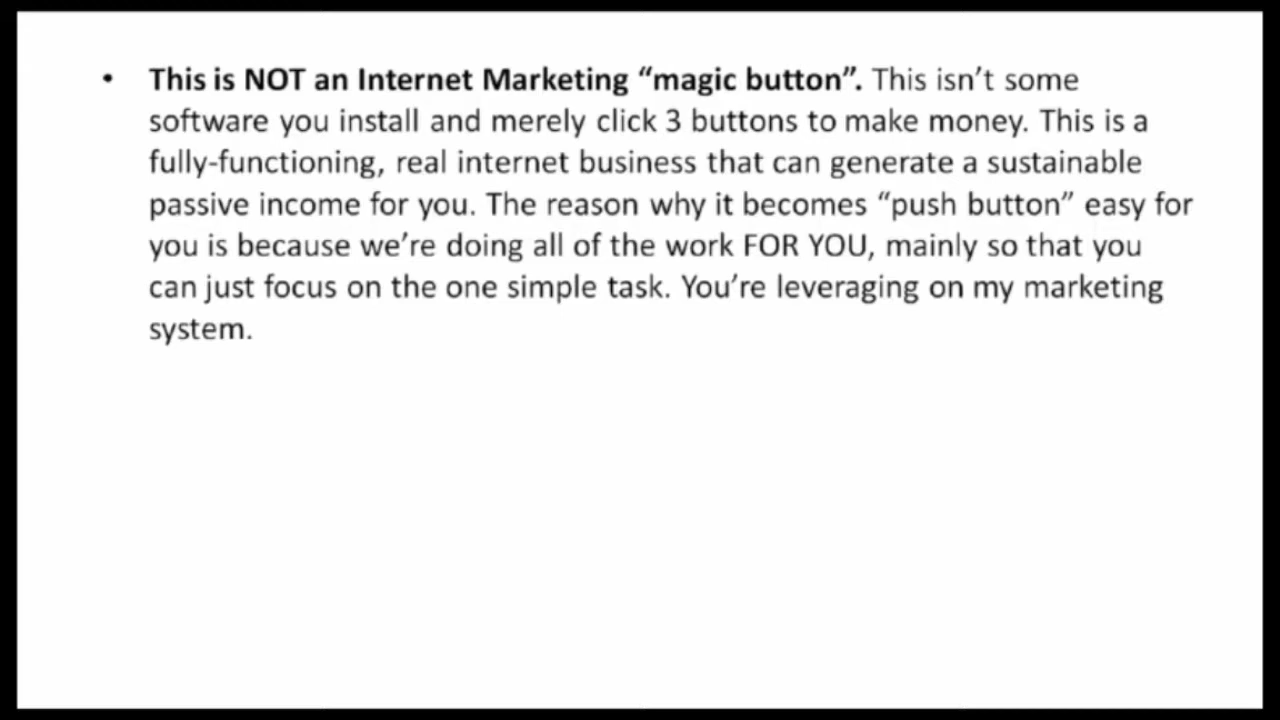 • This is NOT an Internet Marketing “magic button”. This isn’t some
software you install and merely click 3 buttons to make money. This is a
fully-functioning, real internet business that can generate a sustainable
passive income for you. The reason why it becomes “push button” easy for
you is because we’re doing all of the work FOR YOU, mainly so that you
can just focus on the one simple task. You’re leveraging on my marketing
system.